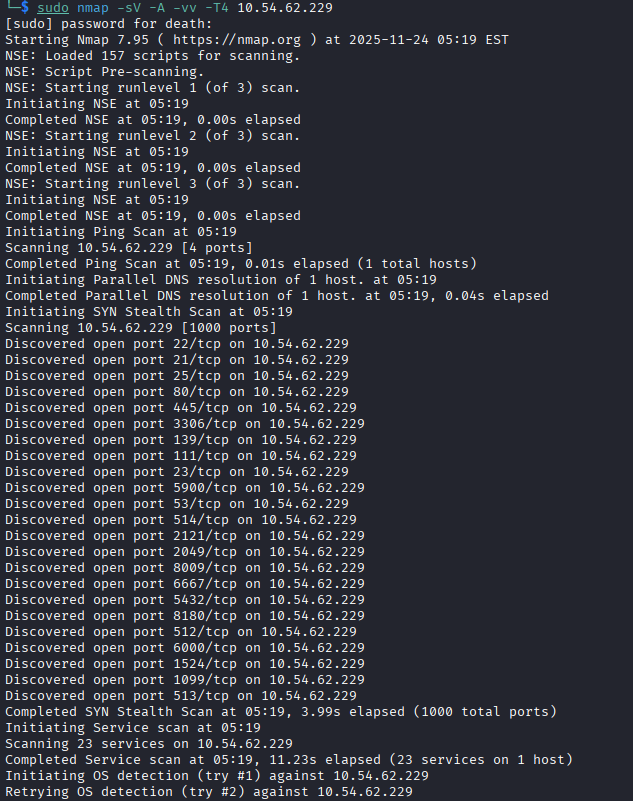 └─$ sudo nmap -sV -A -vv -T4 10.54.62.229
[sudo] password for death:
Starting Nmap 7.95 ( https://nmap.org ) at 2025-11-24 05:19 EST
NSE: Loaded 157 scripts for scanning.
NSE: Script Pre-scanning.
NSE: Starting runlevel 1 (of 3) scan.
Initiating NSE at 05:19
Completed NSE at 05:19, 0.00s elapsed
NSE: Starting runlevel 2 (of 3) scan.
Initiating NSE at 05:19
Completed NSE at 05:19, 0.00s elapsed
NSE: Starting runlevel 3 (of 3) scan.
Initiating NSE at 05:19
Completed NSE at 05:19, 0.00s elapsed
Initiating Ping Scan at 05:19
Scanning 10.54.62.229 [4 ports]
Completed Ping Scan at 05:19, 0.01s elapsed (1 total hosts)
Initiating Parallel DNS resolution of 1 host. at 05:19
Completed Parallel DNS resolution of 1 host. at 05:19, 0.04s elapsed
Initiating SYN Stealth Scan at 05:19
Scanning 10.54.62.229 [1000 ports]
Discovered open port 22/tcp on 10.54.62.229
Discovered open port 21/tcp on 10.54.62.229
Discovered open port 25/tcp on 10.54.62.229
Discovered open port 80/tcp on 10.54.62.229
Discovered open port 445/tcp on 10.54.62.229
Discovered open port 3306/tcp on 10.54.62.229
Discovered open port 139/tcp on 10.54.62.229
Discovered open port 111/tcp on 10.54.62.229
Discovered open port 23/tcp on 10.54.62.229
Discovered open port 5900/tcp on 10.54.62.229
Discovered open port 53/tcp on 10.54.62.229
Discovered open port 514/tcp on 10.54.62.229
Discovered open port 2121/tcp on 10.54.62.229
Discovered open port 2049/tcp on 10.54.62.229
Discovered open port 8009/tcp on 10.54.62.229
Discovered open port 6667/tcp on 10.54.62.229
Discovered open port 5432/tcp on 10.54.62.229
Discovered open port 8180/tcp on 10.54.62.229
Discovered open port 512/tcp on 10.54.62.229
Discovered open port 6000/tcp on 10.54.62.229
Discovered open port 1524/tcp on 10.54.62.229
Discovered open port 1099/tcp on 10.54.62.229
Discovered open port 513/tcp on 10.54.62.229
Completed SYN Stealth Scan at 05:19, 3.99s elapsed (1000 total ports)
Initiating Service scan at 05:19
Scanning 23 services on 10.54.62.229
Completed Service scan at 05:19, 11.23s elapsed (23 services on 1 host)
Initiating OS detection (try #1) against 10.54.62.229
Retrying OS detection (try #2) against 10.54.62.229